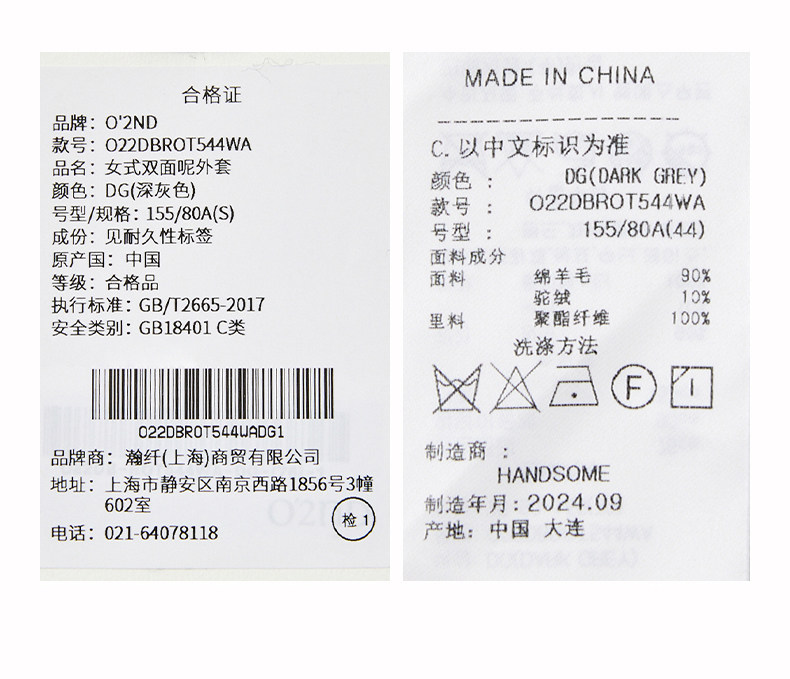 合格证
品牌：O'2ND
款号：O22DBROT544WA
品名：女式双面呢外套
颜色：DG(深灰色)
号型/规格：155/80A(S)
成份：见耐久性标签
原产国：中国
等级：合格品
执行标准：GB/T2665-2017
安全类别：GB18401 C类
O22DBROT544WADG1
品牌商：瀚纤(上海)商贸有限公司
地址：上海市静安区南京西路1856号3幢
602室
电话：021-64078118
检 1
MADE IN CHINA
C. 以中文标识为准
颜色：DG(DARK GREY)
款号：O22DBROT544WA
号型：155/80A(44)
面料成分
面料 绵羊毛 90%
驼绒 10%
里料 聚酯纤维 100%
洗涤方法
F
制造商：
HANDSOME
制造年月：2024.09
产地：中国 大连